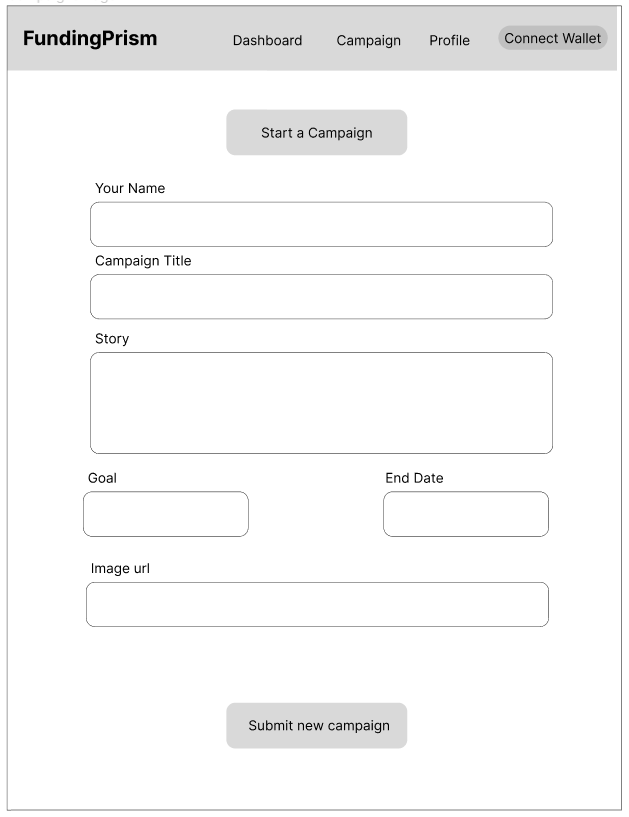 FundingPrism Dashboard Campaign Profile Connect Wallet
Start a Campaign
Your Name
Campaign Title
Story
Goal End Date
Image url
Submit new campaign